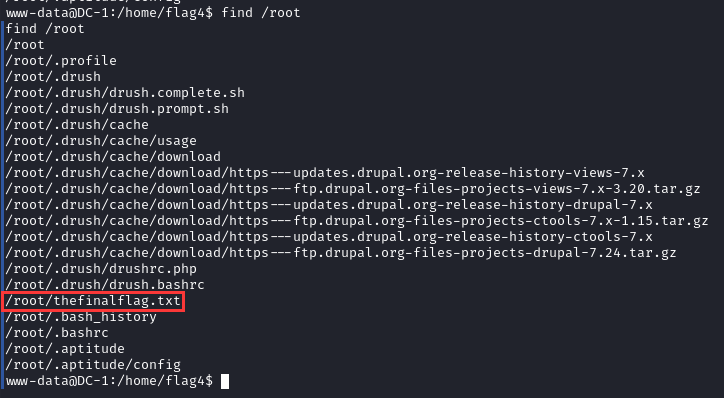 www-data@DC-1:/home/flag4$ find /root
find /root
/root
/root/.profile
/root/.drush
/root/.drush/drush.complete.sh
/root/.drush/drush.prompt.sh
/root/.drush/cache
/root/.drush/cache/usage
/root/.drush/cache/download
/root/.drush/cache/download/https---updates.drupal.org-release-history-views-7.x
/root/.drush/cache/download/https---ftp.drupal.org-files-projects-views-7.x-3.20.tar.gz
/root/.drush/cache/download/https---updates.drupal.org-release-history-drupal-7.x
/root/.drush/cache/download/https---ftp.drupal.org-files-projects-ctools-7.x-1.15.tar.gz
/root/.drush/cache/download/https---updates.drupal.org-release-history-ctools-7.x
/root/.drush/cache/download/https---ftp.drupal.org-files-projects-drupal-7.24.tar.gz
/root/.drush/drushrc.php
/root/.drush/drush.bashrc
/root/thefinalflag.txt
/root/.bash_history
/root/.bashrc
/root/.aptitude
/root/.aptitude/config
www-data@DC-1:/home/flag4$